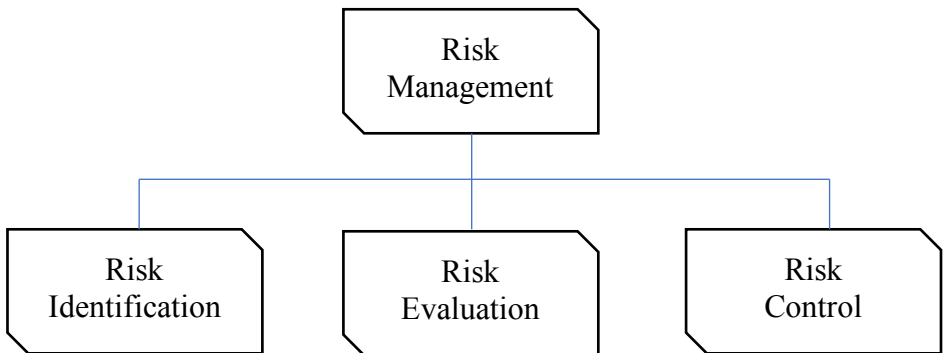 Risk
Management
Risk
Identification
Risk
Evaluation
Risk
Control